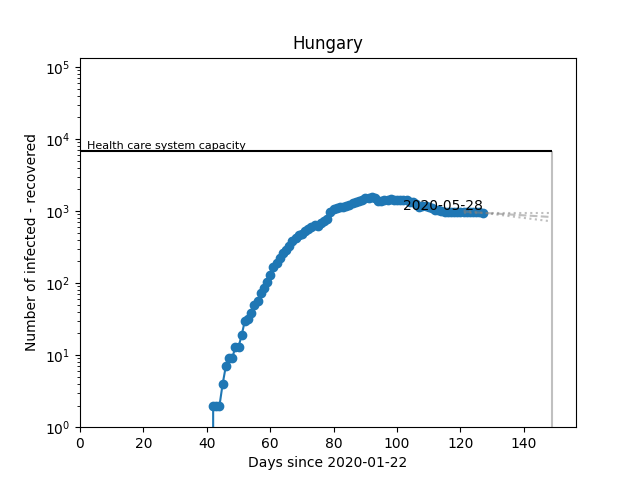 Hungary
Number of infected - recovered
10^5
10^4
10^3
10^2
10^1
10^0
Health care system capacity
2020-05-28
0 20 40 60 80 100 120 140
Days since 2020-01-22